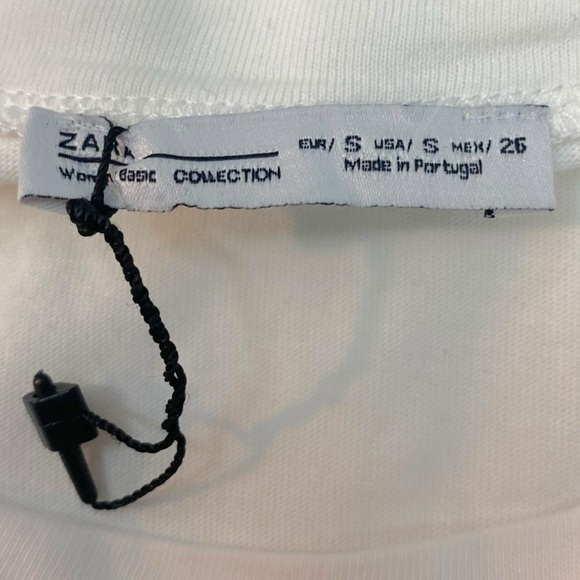 ZARA
Woman Basic COLLECTION
EUR/ S USA/ S MEX/ 26
Made in Portugal